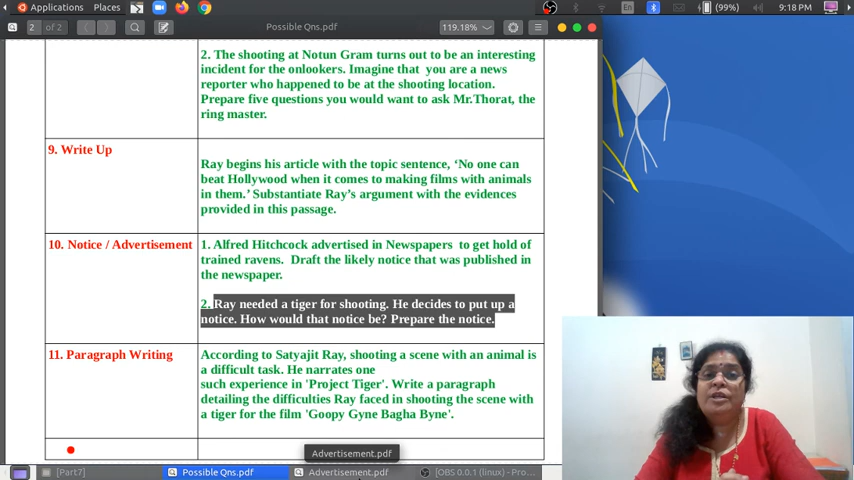 Applications Places En (99%) 9:18 PM
Possible Qns.pdf
2 of 2 119.18%
2. The shooting at Notun Gram turns out to be an interesting
incident for the onlookers. Imagine that you are a news
reporter who happened to be at the shooting location.
Prepare five questions you would want to ask Mr.Thorat, the
ring master.
9. Write Up
Ray begins his article with the topic sentence, ‘No one can
beat Hollywood when it comes to making films with animals
in them.’ Substantiate Ray’s argument with the evidences
provided in this passage.
10. Notice / Advertisement
1. Alfred Hitchcock advertised in Newspapers to get hold of
trained ravens. Draft the likely notice that was published in
the newspaper.
2. Ray needed a tiger for shooting. He decides to put up a
notice. How would that notice be? Prepare the notice.
11. Paragraph Writing
According to Satyajit Ray, shooting a scene with an animal is
a difficult task. He narrates one
such experience in 'Project Tiger'. Write a paragraph
detailing the difficulties Ray faced in shooting the scene with
a tiger for the film 'Goopy Gyne Bagha Byne'.
Advertisement.pdf
[Part7] Possible Qns.pdf Advertisement.pdf [OBS 0.0.1 (linux) - Pro...